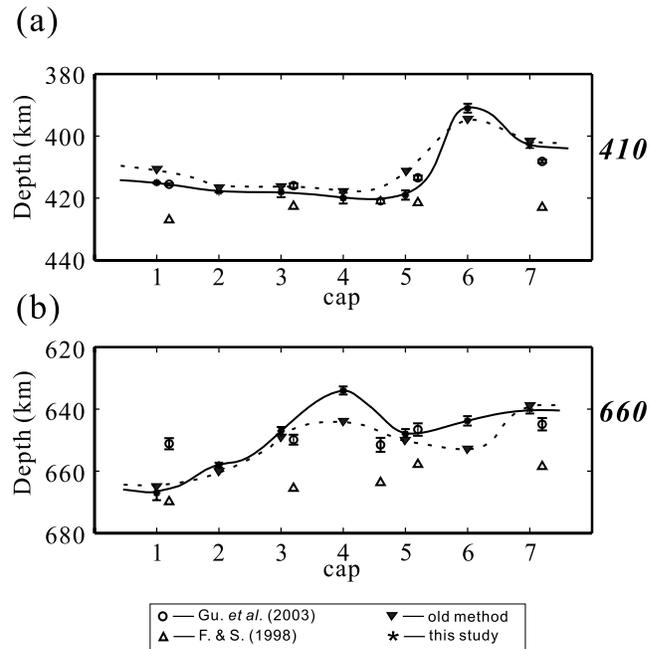 (a)
380
400
420
440
Depth (km)
410
1 2 3 4 5 6 7
cap
(b)
620
640
660
680
Depth (km)
660
1 2 3 4 5 6 7
cap
Gu. et al. (2003)
old method
F. & S. (1998)
this study